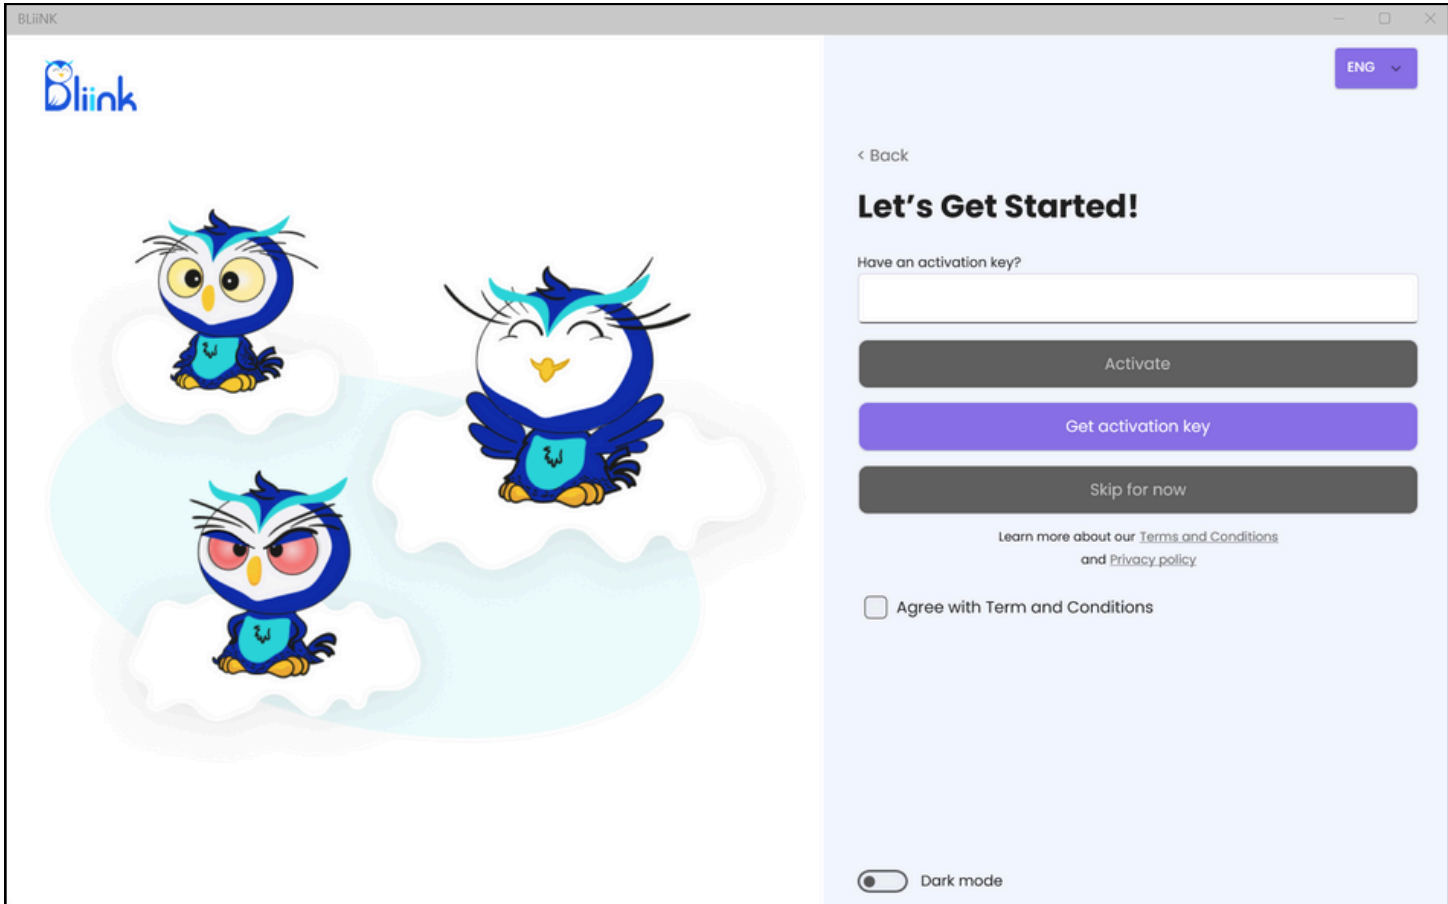 BLiiNK
Bliink
ENG
< Back
Let's Get Started!
Have an activation key?
Activate
Get activation key
Skip for now
Learn more about our Terms and Conditions
and Privacy policy
Agree with Term and Conditions
Dark mode